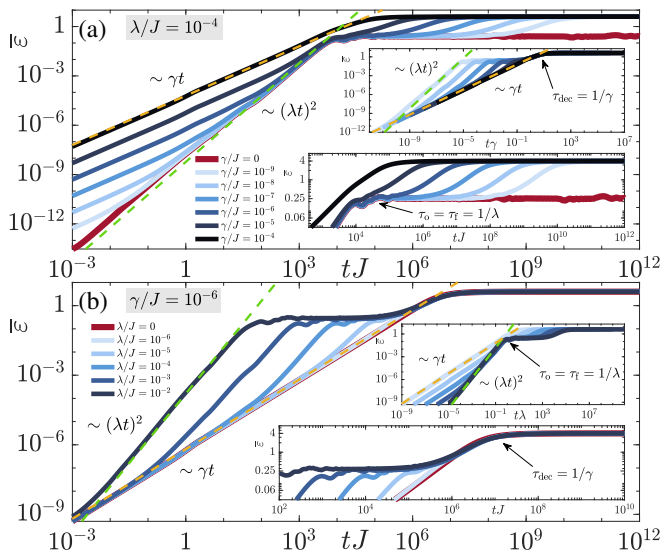 (a) λ/J = 10⁻⁴
ε̅
1
10⁻³
10⁻⁶
10⁻⁹
10⁻¹²
~ γt
~ (λt)²
γ/J = 0
γ/J = 10⁻⁹
γ/J = 10⁻⁸
γ/J = 10⁻⁷
γ/J = 10⁻⁶
γ/J = 10⁻⁵
γ/J = 10⁻⁴
ε̅
1
10⁻³
10⁻⁶
10⁻⁹
10⁻¹²
~ (λt)²
~ γt
τ_dec = 1/γ
10⁻⁹ 10⁻⁵ 10⁻¹ tγ 10³ 10⁷
ε̅
4
1
0.25
0.06
τ_o = τ_f = 1/λ
10⁴ 10⁶ tJ 10⁸ 10¹⁰ 10¹²
10⁻³ 1 10³ tJ 10⁶ 10⁹ 10¹²
(b) γ/J = 10⁻⁶
ε̅
1
10⁻³
10⁻⁶
10⁻⁹
λ/J = 0
λ/J = 10⁻⁶
λ/J = 10⁻⁵
λ/J = 10⁻⁴
λ/J = 10⁻³
λ/J = 10⁻²
~ (λt)²
~ γt
ε̅
1
10⁻³
10⁻⁶
10⁻⁹
~ γt
~ (λt)²
τ_o = τ_f = 1/λ
10⁻⁹ 10⁻⁵ 10⁻¹ tλ 10³ 10⁷
ε̅
4
1
0.25
0.06
τ_dec = 1/γ
10² 10⁴ 10⁶ tJ 10⁸ 10¹⁰
10⁻³ 10⁻¹ 10¹ 10³ tJ 10⁵ 10⁷ 10⁹